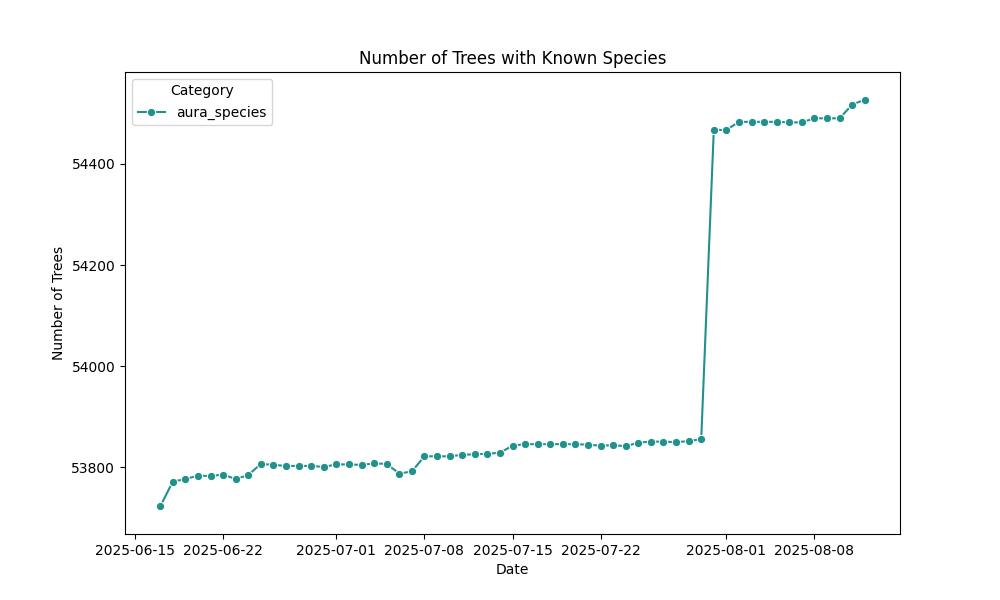 Number of Trees with Known Species
Category
aura_species
Number of Trees
54400
54200
54000
53800
2025-06-15 2025-06-22 2025-07-01 2025-07-08 2025-07-15 2025-07-22 2025-08-01 2025-08-08
Date